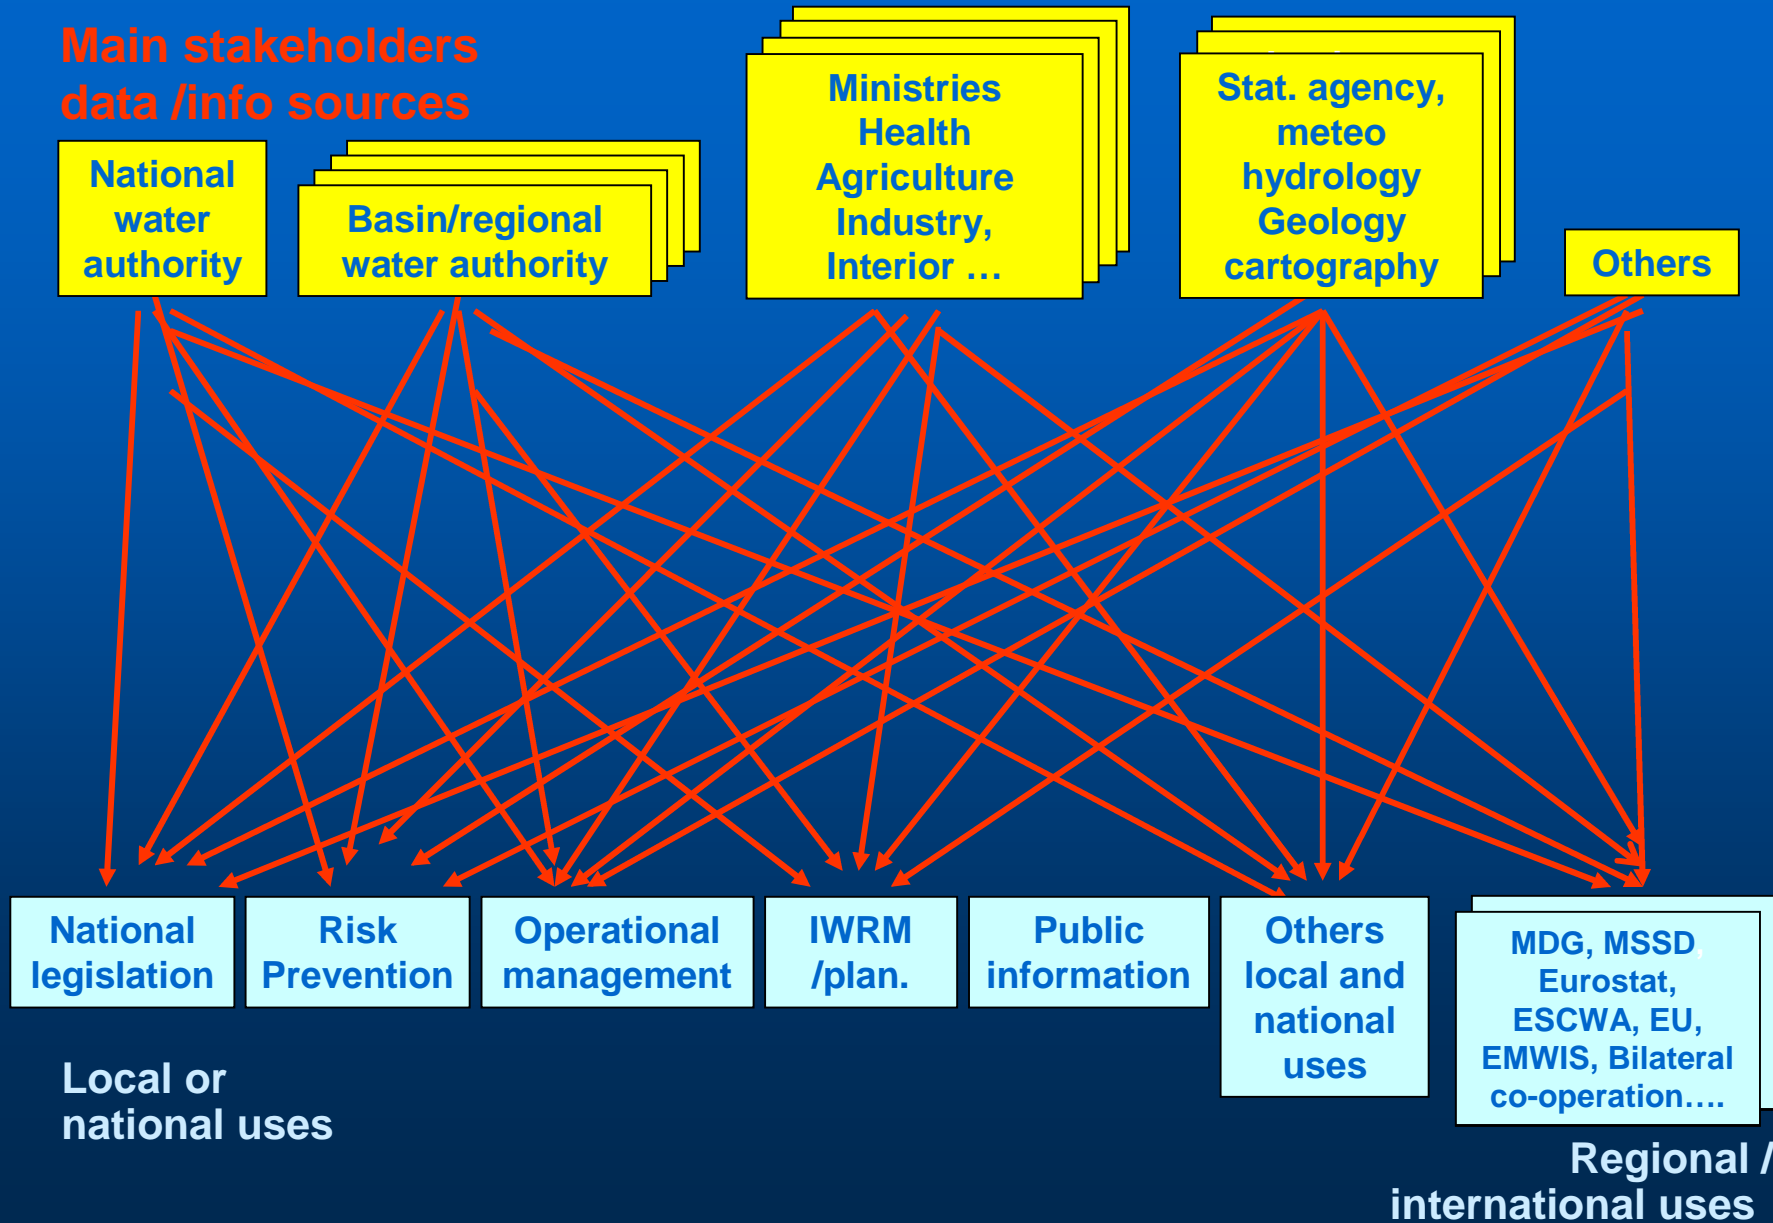 Main stakeholders
data /info sources
National
water
authority
Basin/regional
water authority
Ministries
Health
Agriculture
Industry,
Interior …
Stat. agency,
meteo
hydrology
Geology
cartography
Others
National
legislation
Risk
Prevention
Operational
management
IWRM
/plan.
Public
information
Others
local and
national
uses
MDG, MSSD,
Eurostat,
ESCWA, EU,
EMWIS, Bilateral
co-operation….
Local or
national uses
Regional /
international uses